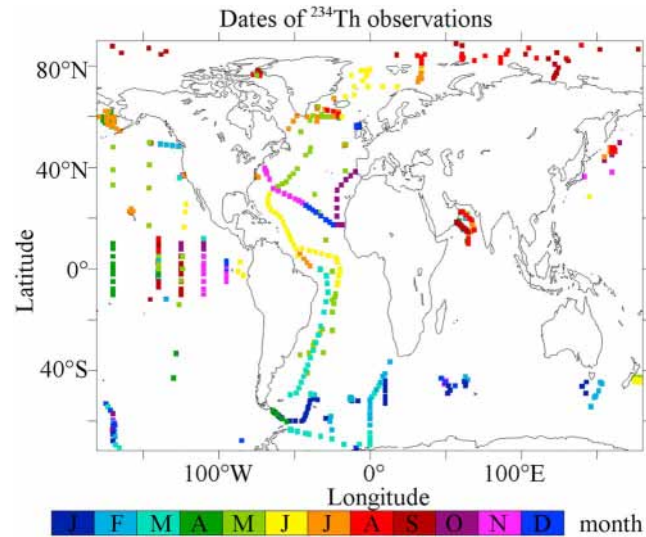 Dates of ²³⁴Th observations
80°N
40°N
0°
40°S
Latitude
100°W 0° 100°E
Longitude
J F M A M J J A S O N D month